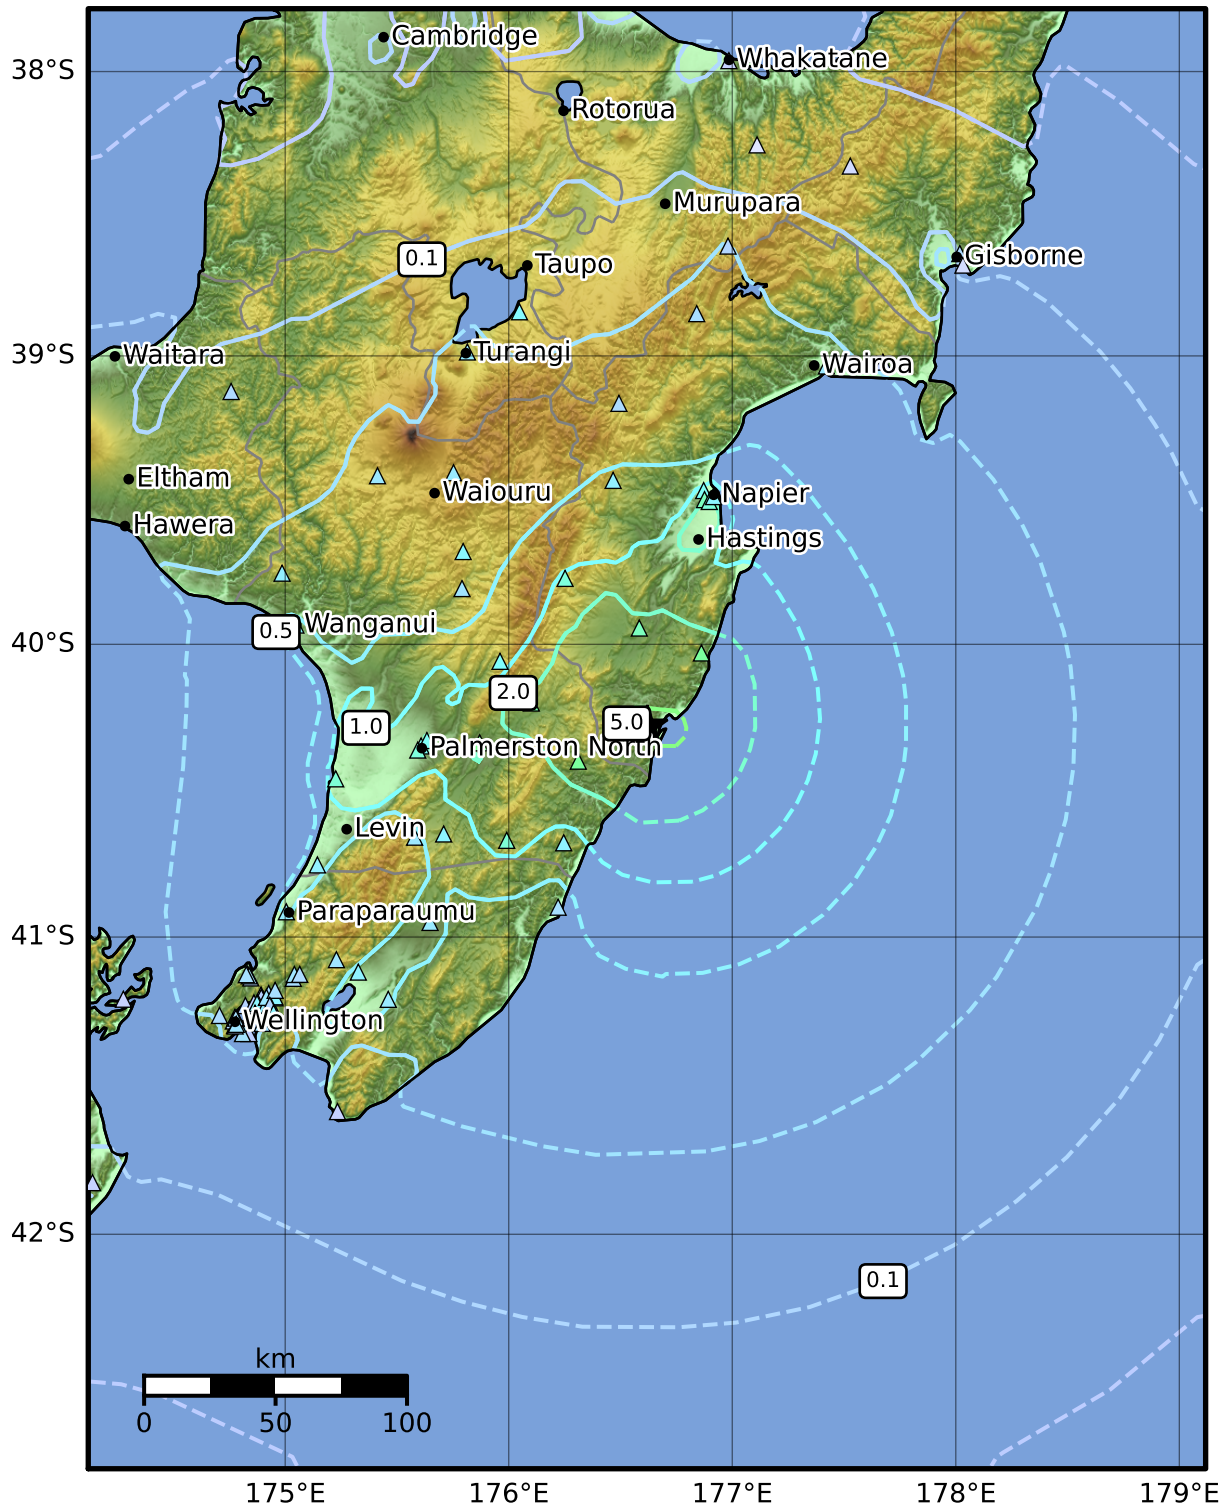 Cambridge
Whakatane
38°S
Rotorua
Murupara
Gisborne
0.1
Taupo
Turangi
39°S
Waitara
Wairoa
Eltham
Waiouru
Napier
Hawera
Hastings
Wanganui
0.5
40°S
2.0
5.0
1.0
Palmerston North
Levin
Paraparaumu
41°S
Wellington
42°S
0.1
km
0 50 100
175°E 176°E 177°E 178°E 179°E